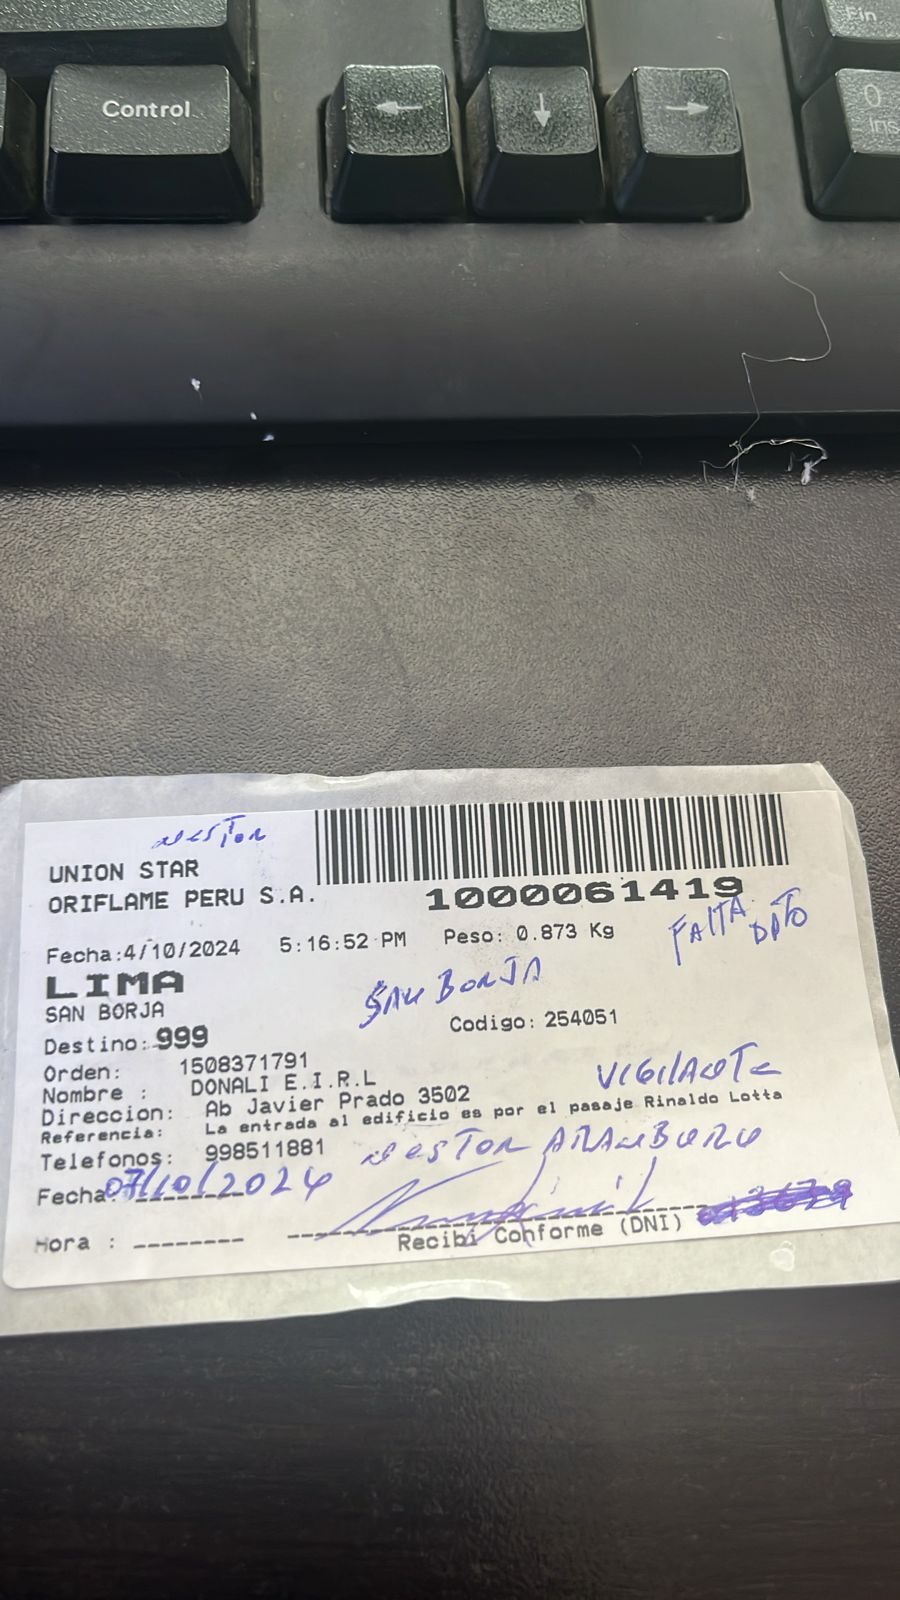 Fin
Control
←
↓
→
0
Ins
Nestor
UNION STAR
ORIFLAME PERU S.A.
1000061419
FALTA DATO
Fecha:4/10/2024 5:16:52 PM Peso: 0.873 Kg
LIMA
SAN BORJA
SAN BORJA
Destino: 999 Codigo: 254051
Orden: 1508371791
Nombre : DONALI E.I.R.L
VIGILANTE
Direccion: Ab Javier Prado 3502
Referencia: La entrada al edificio es por el pasaje Rinaldo Lotta
Telefonos: 998511881
NESTOR ARAMBURU
Fecha 07/10/2024
Hora : --------
Recibi Conforme (DNI)